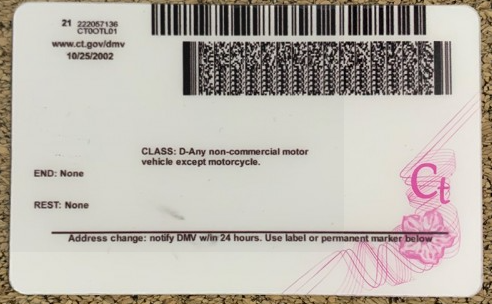 21 222057136
CTOOTL01
www.ct.gov/dmv
10/25/2002
CLASS: D-Any non-commercial motor
vehicle except motorcycle.
END: None
REST: None
Ct
Address change: notify DMV w/in 24 hours. Use label or permanent marker below